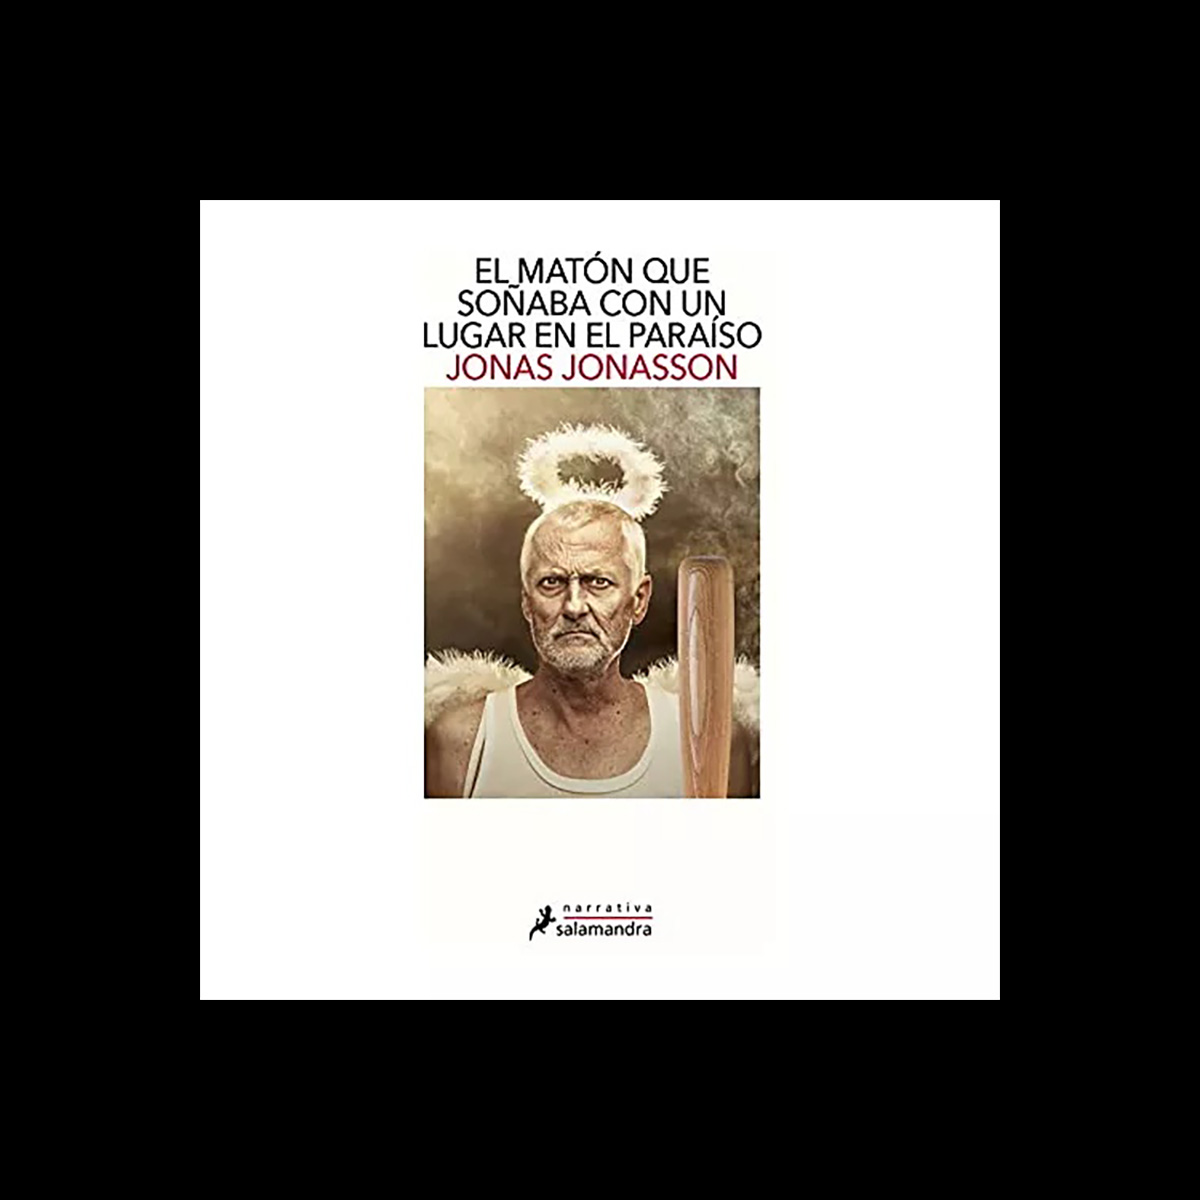 EL MATÓN QUE
SOÑABA CON UN
LUGAR EN EL PARAÍSO
JONAS JONASSON
narrativa
salamandra